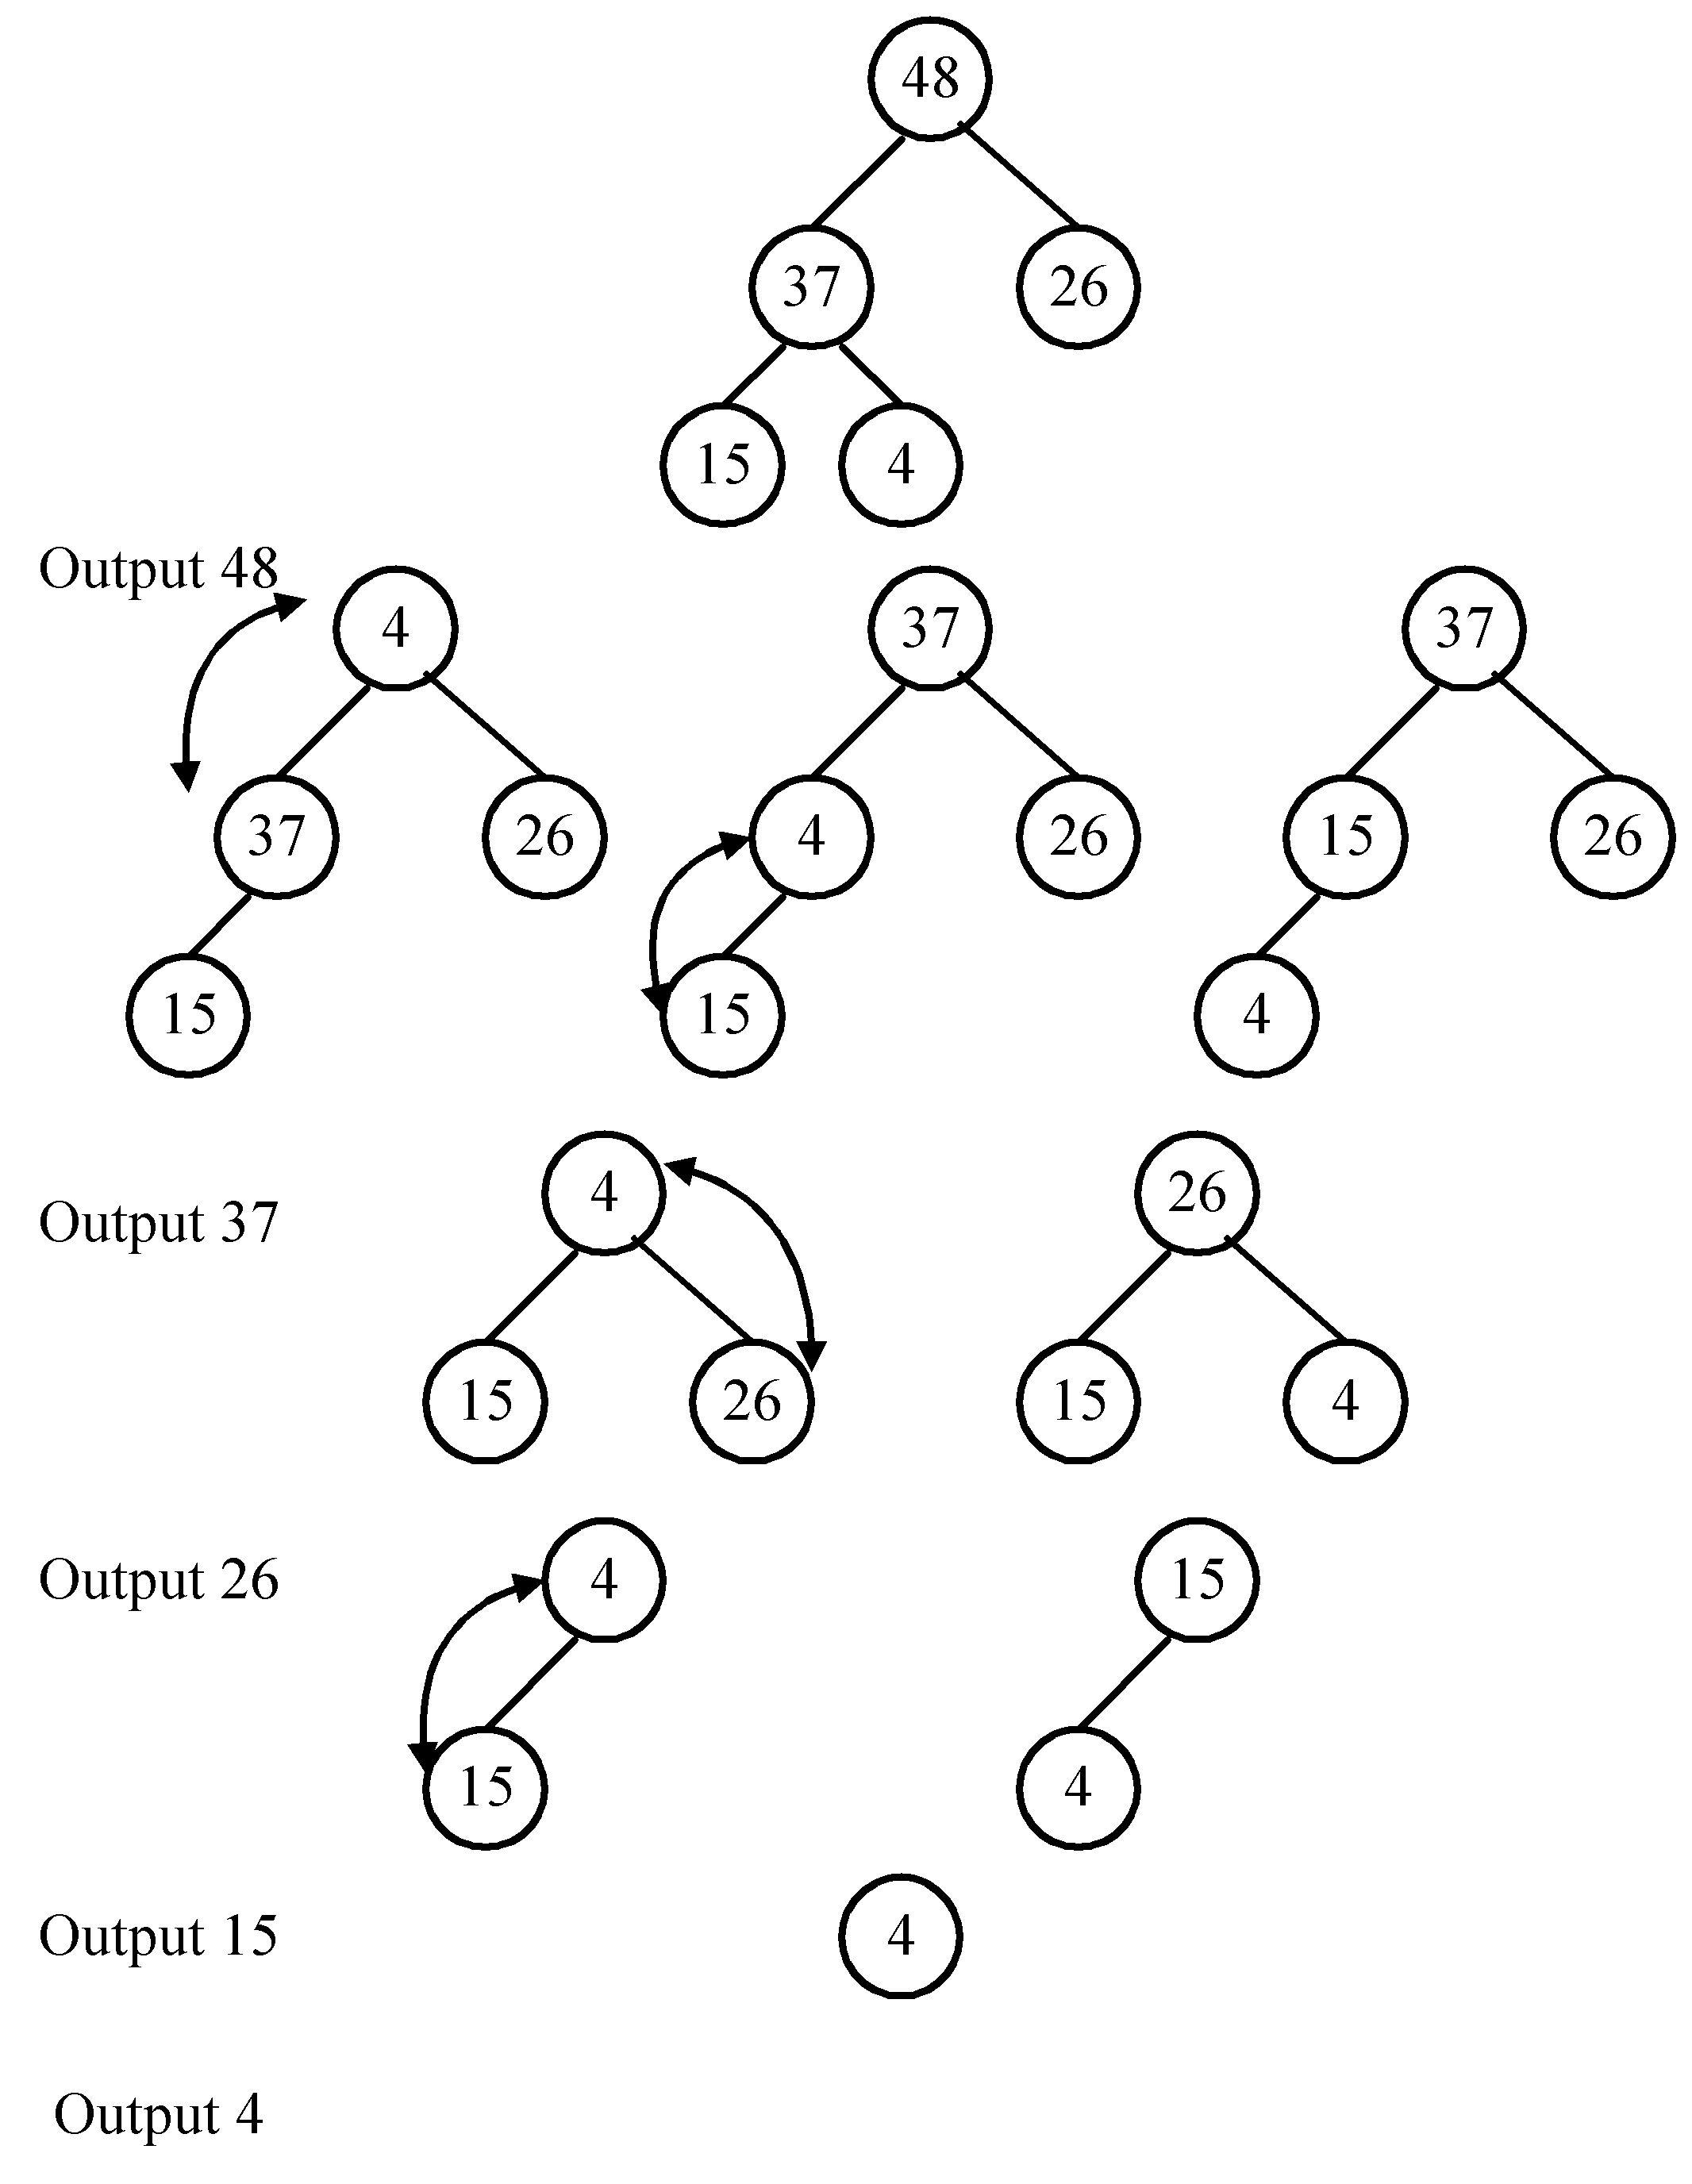 48
37 26
15 4
Output 48
4 37 37
37 26 4 26 15 26
15 15 4
Output 37 4 26
15 26 15 4
Output 26 4 15
15 4
Output 15 4
Output 4